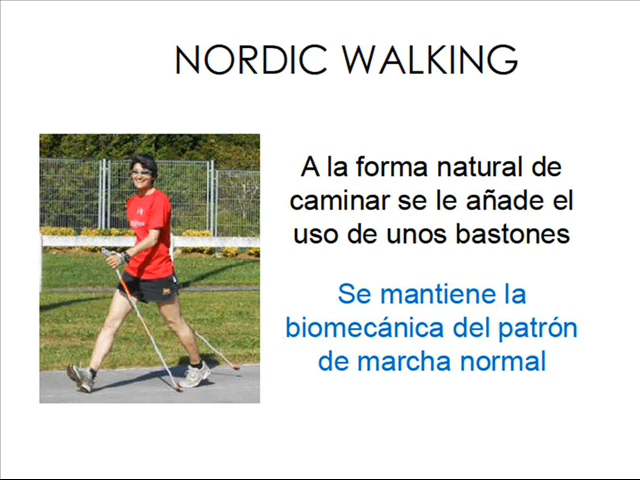 NORDIC WALKING
A la forma natural de
caminar se le añade el
uso de unos bastones
Se mantiene la
biomecánica del patrón
de marcha normal